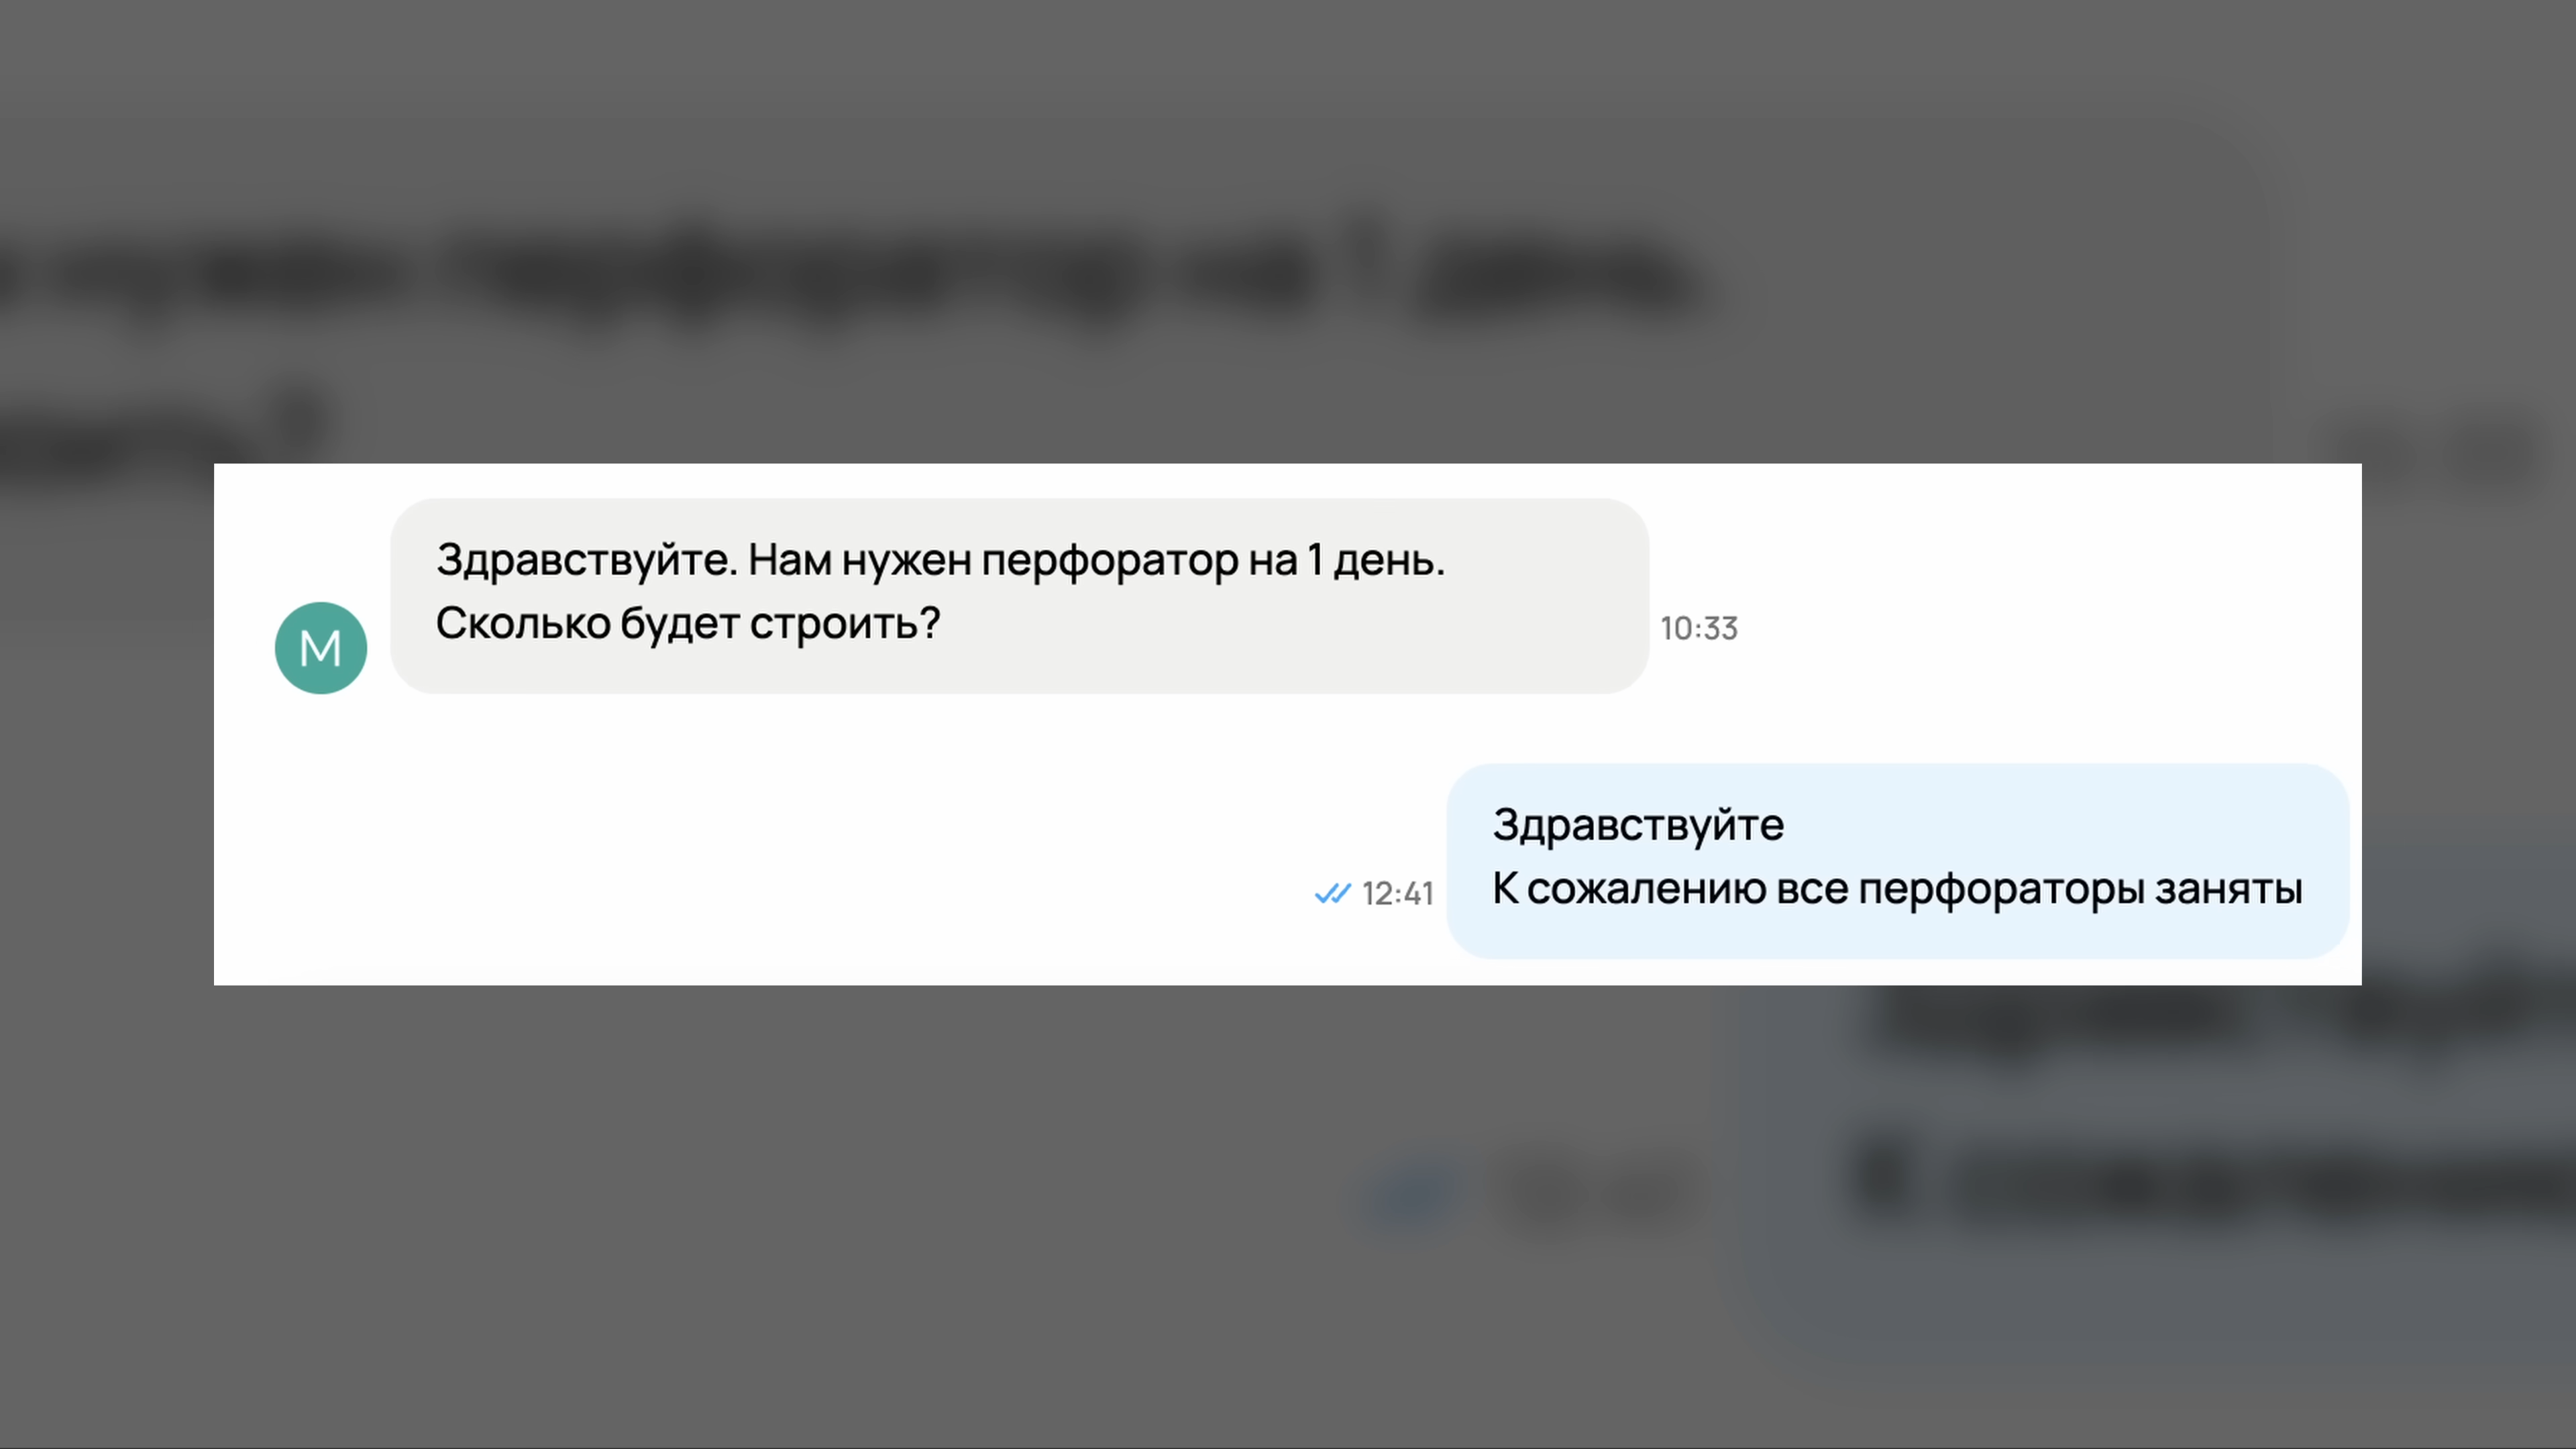 Здравствуйте. Нам нужен перфоратор на 1 день.
Сколько будет строить?
10:33
М
Здравствуйте
К сожалению все перфораторы заняты
12:41